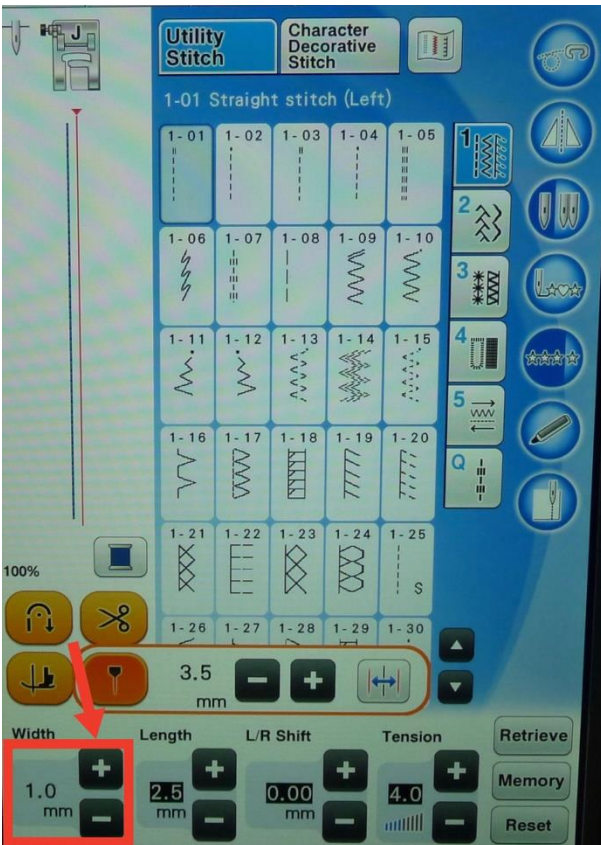 J
Utility
Stitch
Character
Decorative
Stitch
1-01 Straight stitch (Left)
1-01 1-02 1-03 1-04 1-05
1
1-06 1-07 1-08 1-09 1-10
2
3
1-11 1-12 1-13 1-14 1-15
4
5
1-16 1-17 1-18 1-19 1-20
Q
1-21 1-22 1-23 1-24 1-25
S
100%
1-26 1-27 1-28 1-29 1-30
3.5
mm
Width Length L/R Shift Tension
Retrieve
1.0 2.5 0.00 4.0
mm mm mm
Memory
Reset